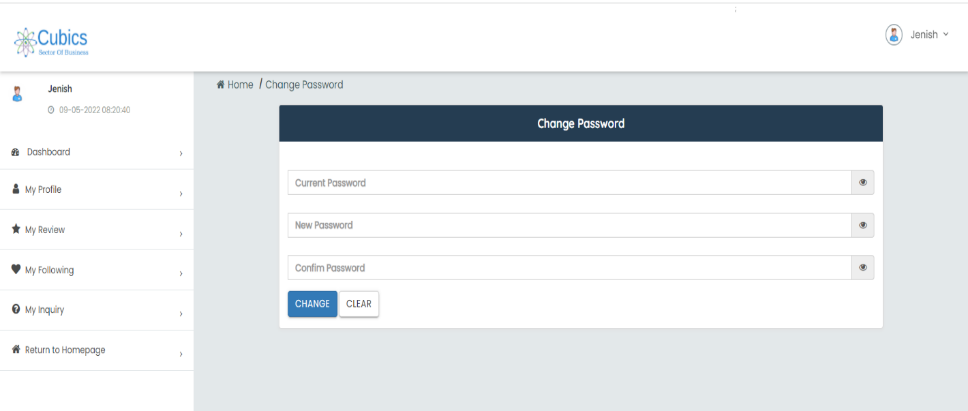 Cubics
Sector Of Business
Jenish
Jenish
09-05-2022 08:20:40
Dashboard
My Profile
My Review
My Following
My Inquiry
Return to Homepage
Home / Change Password
Change Password
Current Password
New Password
Confim Password
CHANGE CLEAR